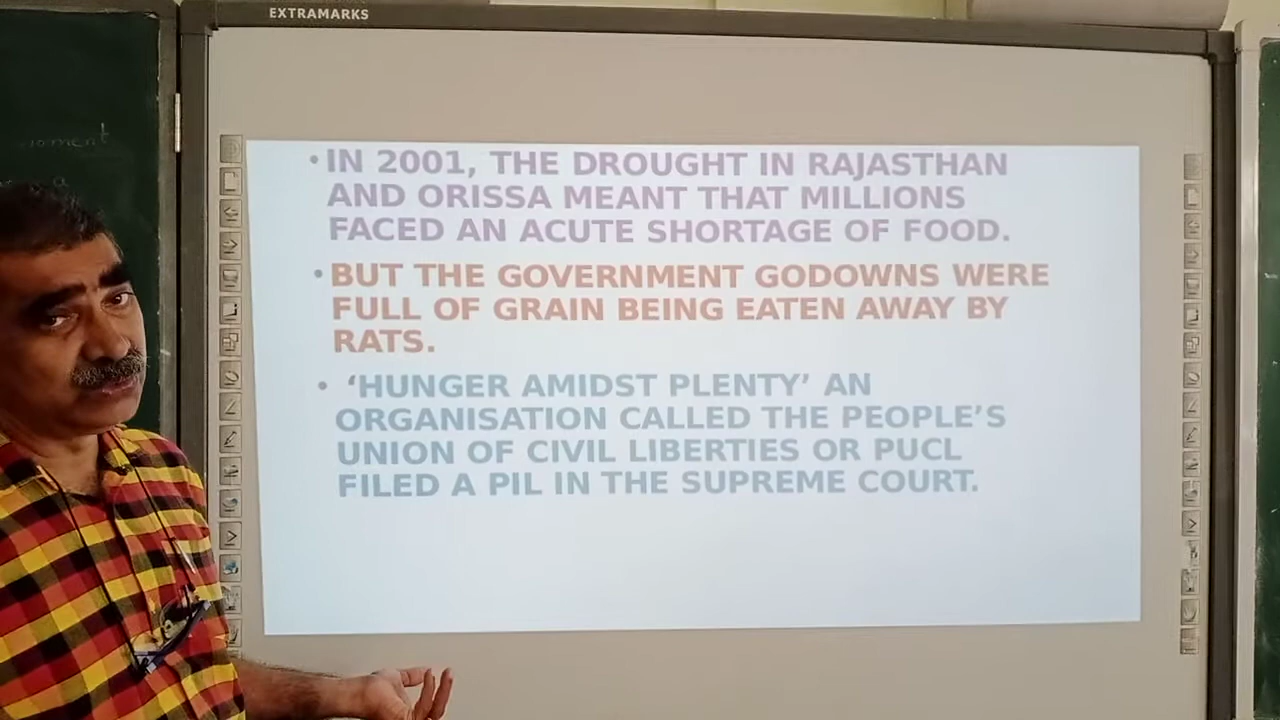 EXTRAMARKS
oment
• IN 2001, THE DROUGHT IN RAJASTHAN
AND ORISSA MEANT THAT MILLIONS
FACED AN ACUTE SHORTAGE OF FOOD.
• BUT THE GOVERNMENT GODOWNS WERE
FULL OF GRAIN BEING EATEN AWAY BY
RATS.
• ‘HUNGER AMIDST PLENTY’ AN
ORGANISATION CALLED THE PEOPLE’S
UNION OF CIVIL LIBERTIES OR PUCL
FILED A PIL IN THE SUPREME COURT.